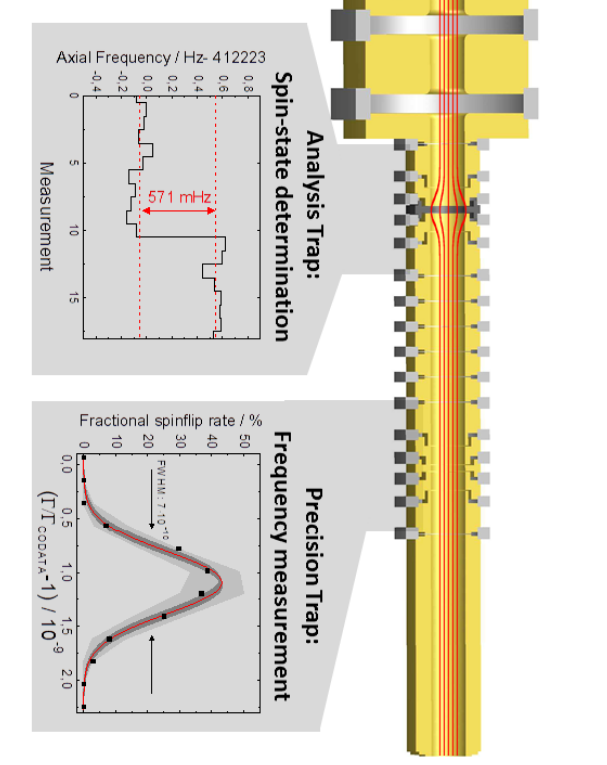 Analysis Trap:
Spin-state determination
Axial Frequency / Hz- 412223
-0,4 -0,2 0,0 0,2 0,4 0,6 0,8
0 5 10 15
571 mHz
Measurement
Precision Trap:
Frequency measurement
Fractional spinflip rate / %
0 10 20 30 40 50
FWHM: 7·10⁻¹⁰
0,0 0,5 1,0 1,5 2,0
(Γ/Γ_CODATA-1) / 10⁻⁹